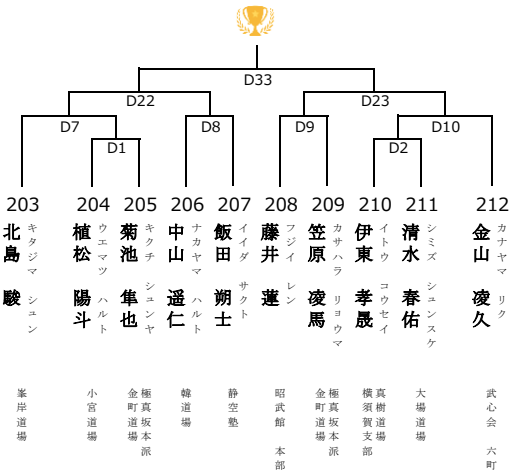 D33
D22
D23
D7
D8
D9
D10
D1
D2
203
204
205
206
207
208
209
210
211
212
北島 駿
キタジマ シュン
植松 陽斗
ウエマツ ハルト
菊池 隼也
キクチ シュンヤ
中山 遥仁
ナカヤマ ハルト
飯田 朔士
イイダ サクト
藤井 蓮
フジイ レン
笠原 凌馬
カサハラ リョウマ
伊東 孝晟
イトウ コウセイ
清水 春佑
シミズ シュンスケ
金山 凌久
カナヤマ リク
峯岸道場
小宮道場
極真坂本派
金町道場
韓道場
静空塾
昭武館 本部
極真坂本派
金町道場
真樹道場
横須賀支部
大場道場
武心会 六町